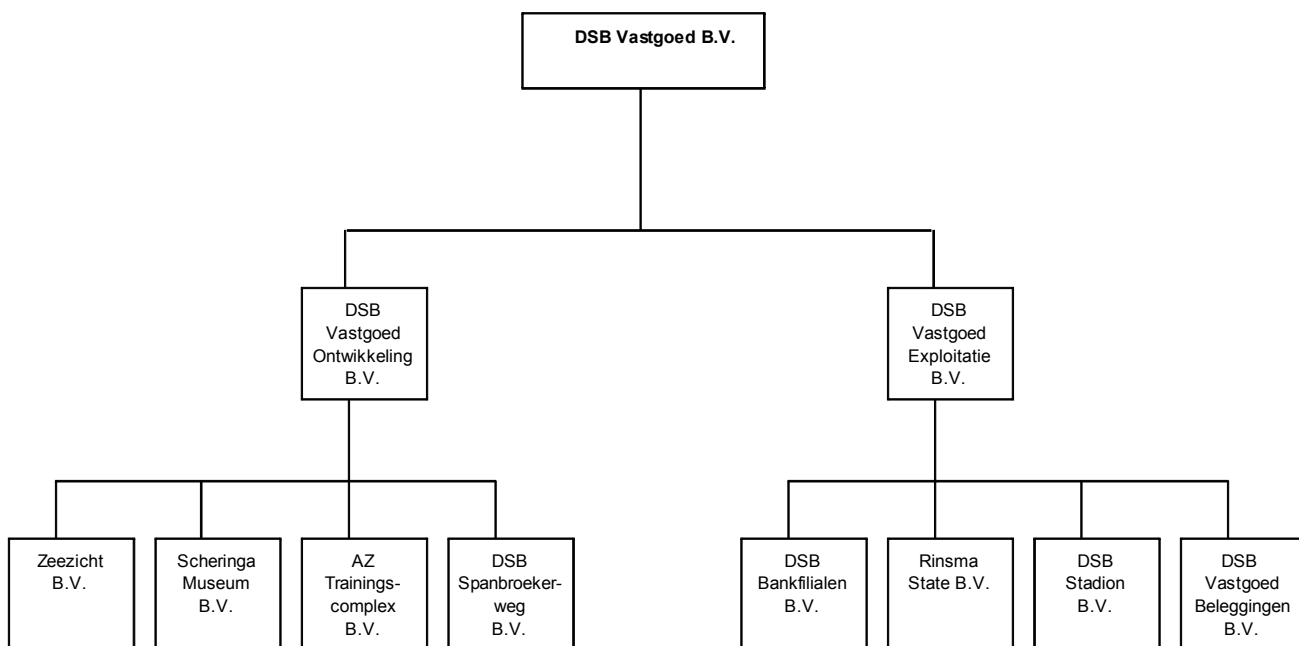 DSB Vastgoed B.V.
DSB
Vastgoed
Ontwikkeling
B.V.
DSB
Vastgoed
Exploitatie
B.V.
Zeezicht
B.V.
Scheringa
Museum
B.V.
AZ
Trainings-
complex
B.V.
DSB
Spanbroeker-
weg
B.V.
DSB
Bankfilialen
B.V.
Rinsma
State B.V.
DSB
Stadion
B.V.
DSB
Vastgoed
Beleggingen
B.V.